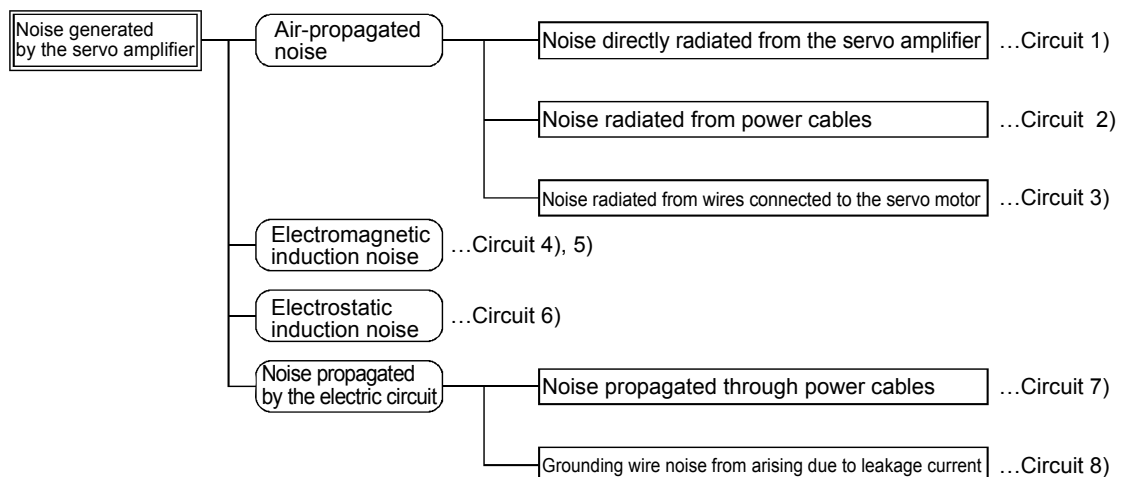 Noise generated
by the servo amplifier
Air-propagated
noise
Noise directly radiated from the servo amplifier …Circuit 1)
Noise radiated from power cables …Circuit 2)
Noise radiated from wires connected to the servo motor …Circuit 3)
Electromagnetic
induction noise
…Circuit 4), 5)
Electrostatic
induction noise
…Circuit 6)
Noise propagated
by the electric circuit
Noise propagated through power cables …Circuit 7)
Grounding wire noise from arising due to leakage current …Circuit 8)